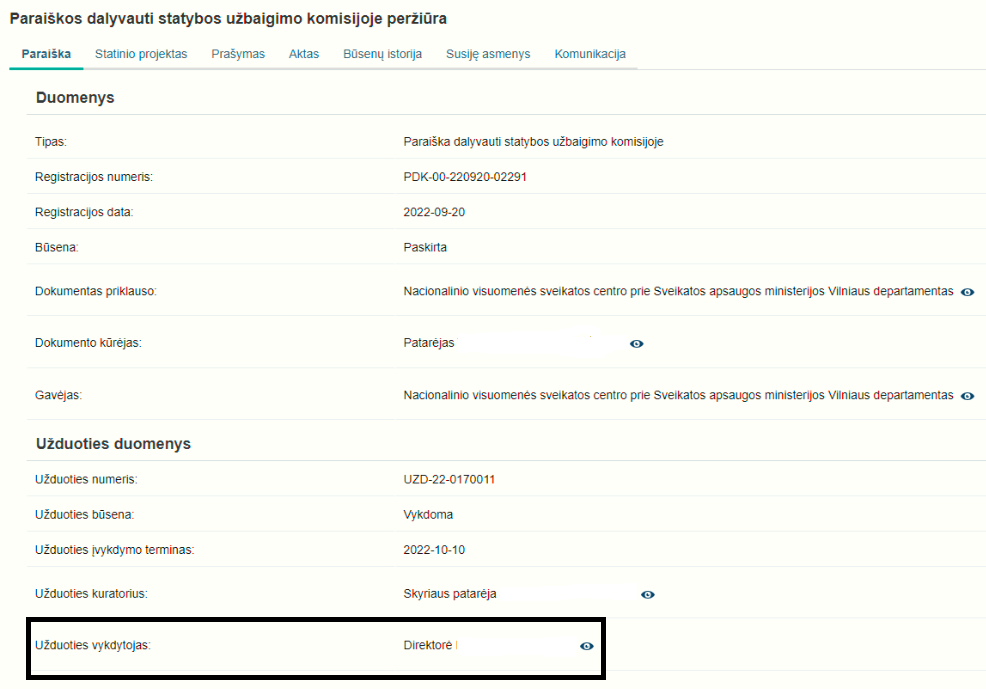 Paraiškos dalyvauti statybos užbaigimo komisijoje peržiūra
Paraiška Statinio projektas Prašymas Aktas Būsenų istorija Susiję asmenys Komunikacija
Duomenys
Tipas: Paraiška dalyvauti statybos užbaigimo komisijoje
Registracijos numeris: PDK-00-220920-02291
Registracijos data: 2022-09-20
Būsena: Paskirta
Dokumentas priklauso: Nacionalinio visuomenės sveikatos centro prie Sveikatos apsaugos ministerijos Vilniaus departamentas
Dokumento kūrėjas: Patarėjas
Gavėjas: Nacionalinio visuomenės sveikatos centro prie Sveikatos apsaugos ministerijos Vilniaus departamentas
Užduoties duomenys
Užduoties numeris: UZD-22-0170011
Užduoties būsena: Vykdoma
Užduoties įvykdymo terminas: 2022-10-10
Užduoties kuratorius: Skyriaus patarėja
Užduoties vykdytojas: Direktorė